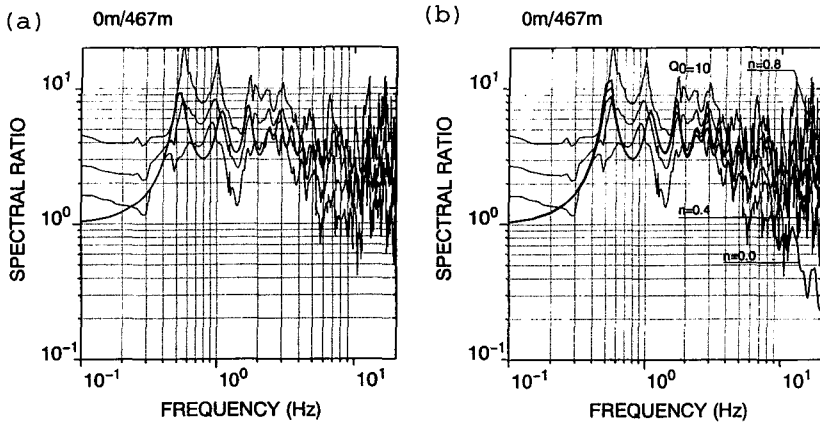 (a) 0m/467m
SPECTRAL RATIO
10¹
10⁰
10⁻¹
10⁻¹ 10⁰ 10¹
FREQUENCY (Hz)
(b) 0m/467m
SPECTRAL RATIO
10¹
10⁰
10⁻¹
Q₀=10
n=0.8
n=0.4
n=0.0
10⁻¹ 10⁰ 10¹
FREQUENCY (Hz)